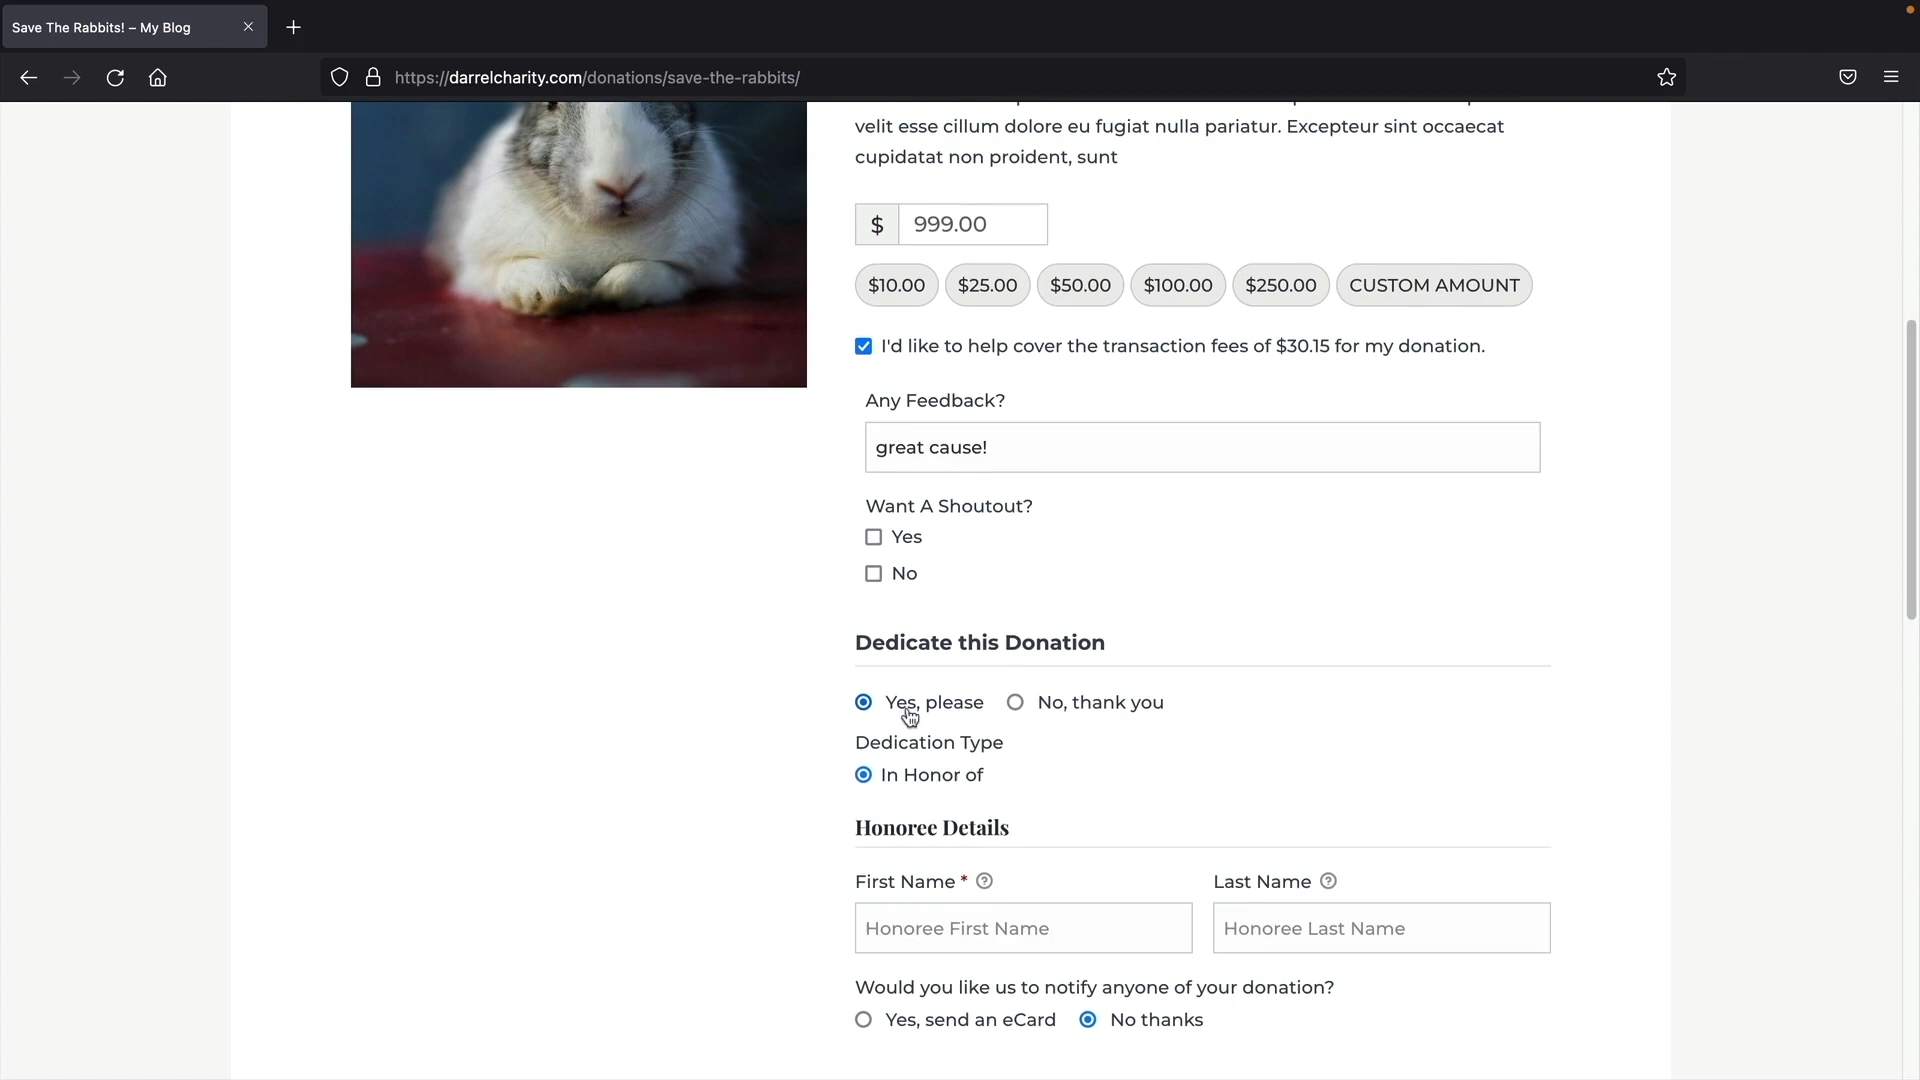 Save The Rabbits! – My Blog
https://darrelcharity.com/donations/save-the-rabbits/
velit esse cillum dolore eu fugiat nulla pariatur. Excepteur sint occaecat
cupidatat non proident, sunt
$ 999.00
$10.00 $25.00 $50.00 $100.00 $250.00 CUSTOM AMOUNT
I'd like to help cover the transaction fees of $30.15 for my donation.
Any Feedback?
great cause!
Want A Shoutout?
Yes
No
Dedicate this Donation
Yes, please No, thank you
Dedication Type
In Honor of
Honoree Details
First Name * Last Name
Honoree First Name Honoree Last Name
Would you like us to notify anyone of your donation?
Yes, send an eCard No thanks